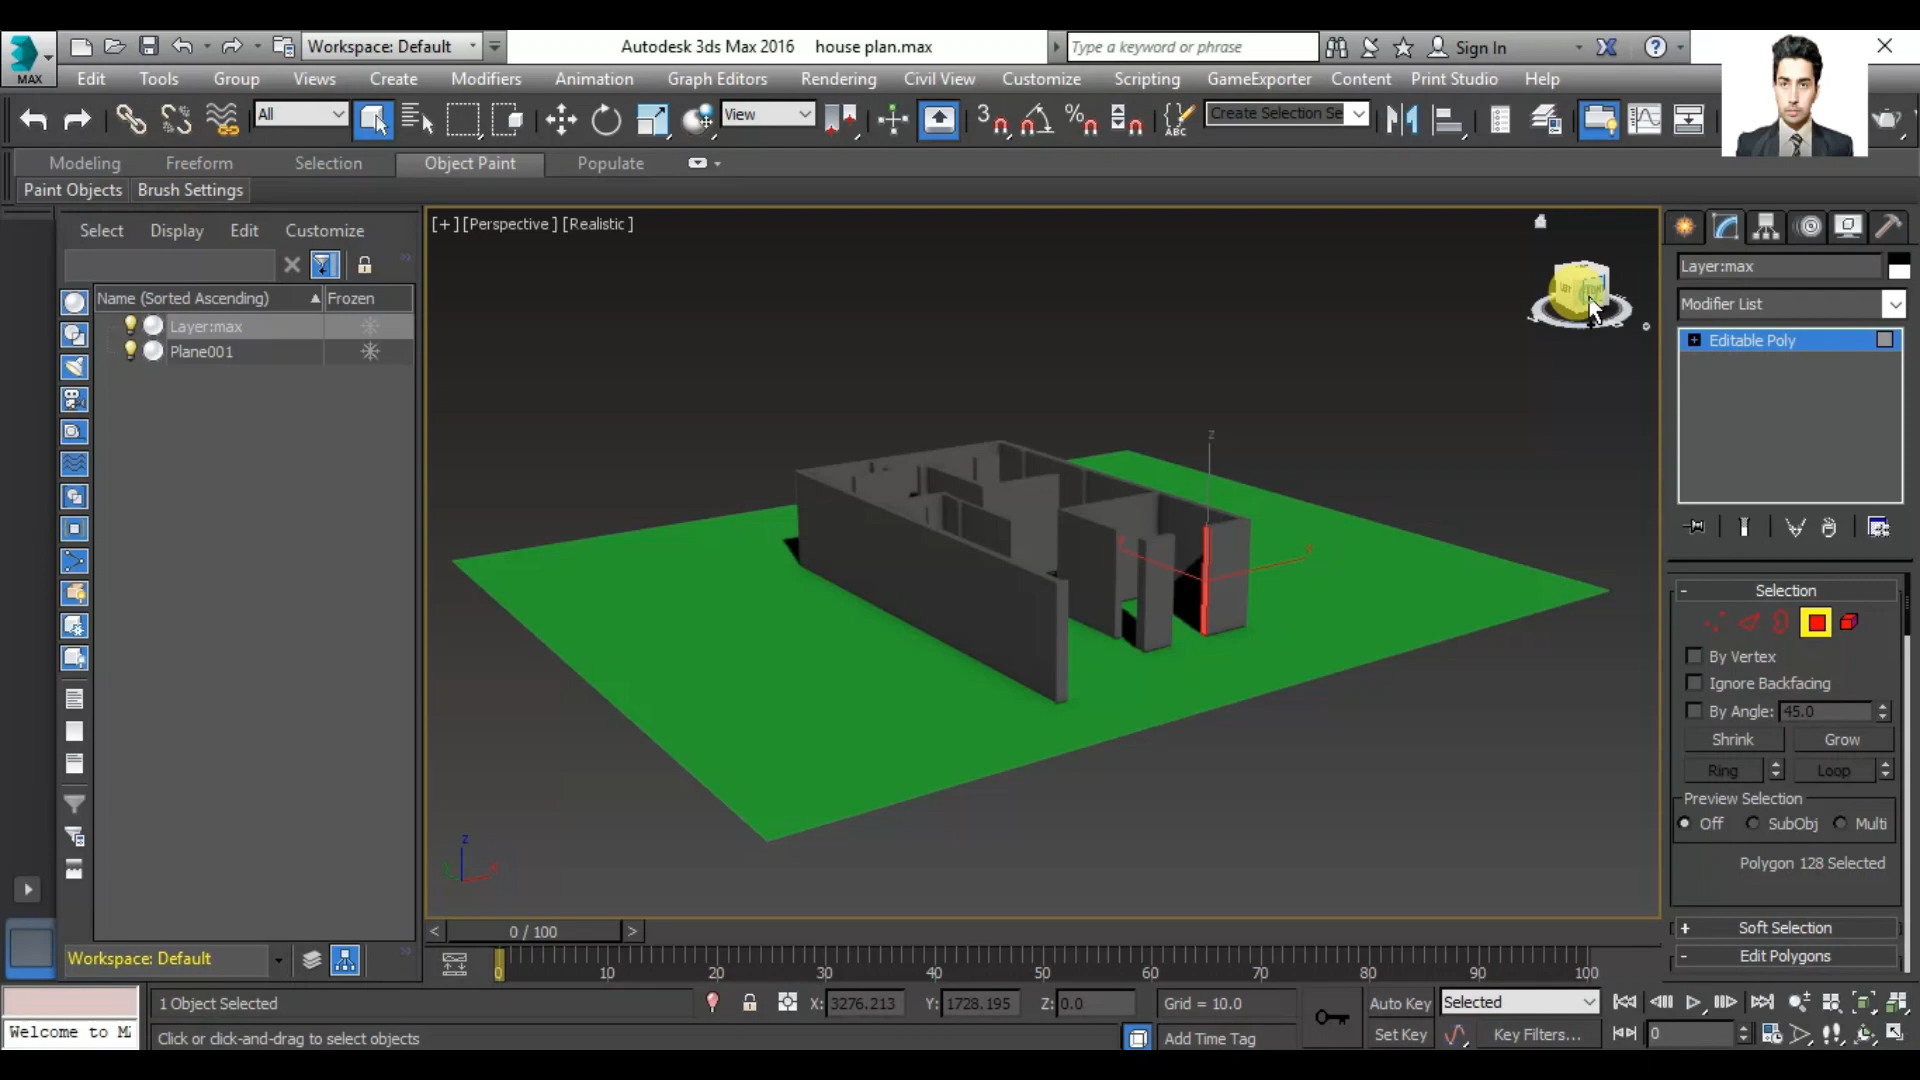 Workspace: Default
Autodesk 3ds Max 2016 house plan.max
Type a keyword or phrase
Sign In
MAX
Edit Tools Group Views Create Modifiers Animation Graph Editors Rendering Civil View Customize Scripting GameExporter Content Print Studio Help
All
View
3
ABC
Create Selection Se
Modeling Freeform Selection Object Paint Populate
Paint Objects Brush Settings
Select Display Edit Customize
[+] [Perspective ] [Realistic ]
Name (Sorted Ascending) Frozen
Layer:max
Plane001
z
Layer:max
Modifier List
Editable Poly
Selection
By Vertex
Ignore Backfacing
By Angle: 45.0
Shrink Grow
Ring Loop
Preview Selection
Off SubObj Multi
Polygon 128 Selected
Soft Selection
Edit Polygons
z
x
< 0 / 100 >
Workspace: Default
0 10 20 30 40 50 60 70 80 90 100
1 Object Selected
X: 3276.213 Y: 1728.195 Z: 0.0
Grid = 10.0
Auto Key Selected
Welcome to M
Click or click-and-drag to select objects
Add Time Tag
Set Key Key Filters...
0